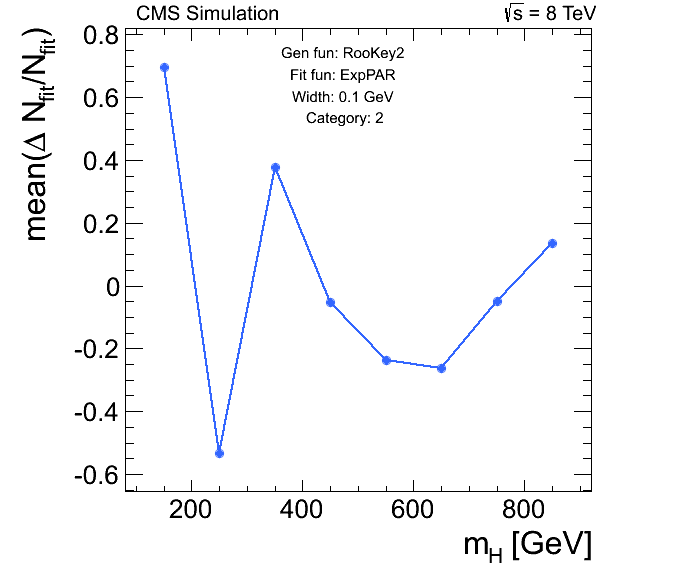 CMS Simulation
√s = 8 TeV
Gen fun: RooKey2
Fit fun: ExpPAR
Width: 0.1 GeV
Category: 2
mean(Δ N_fit/N_fit)
0.8
0.6
0.4
0.2
0
-0.2
-0.4
-0.6
200 400 600 800
m_H [GeV]